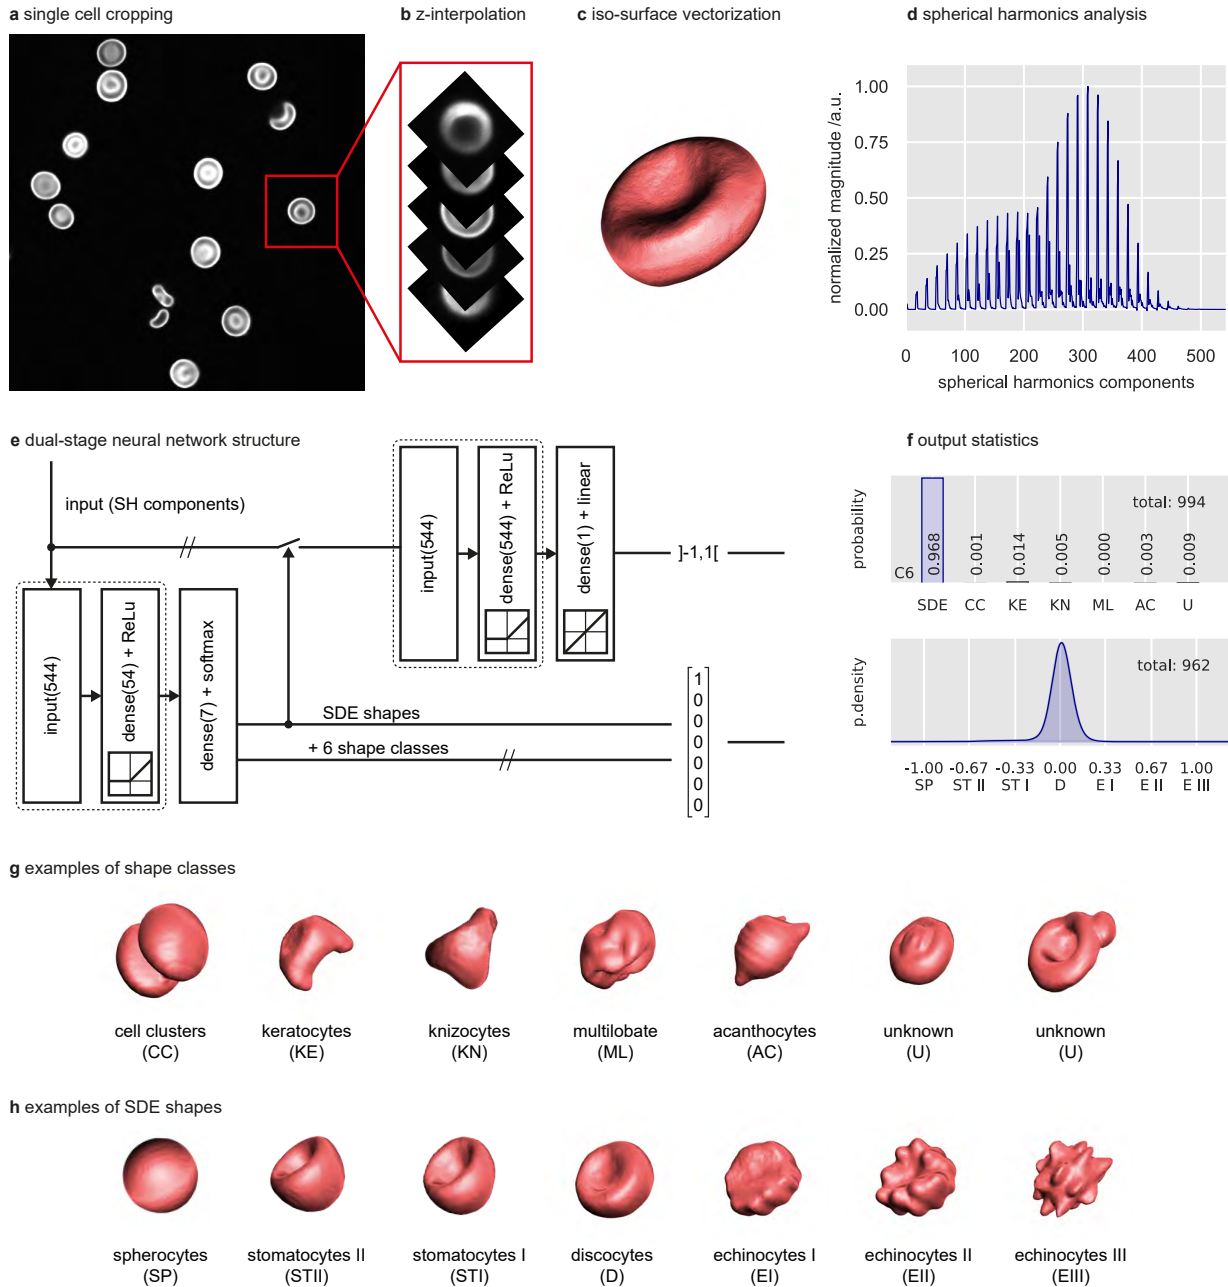 a single cell cropping
b z-interpolation
c iso-surface vectorization
d spherical harmonics analysis
normalized magnitude /a.u.
1.00
0.75
0.50
0.25
0.00
0 100 200 300 400 500
spherical harmonics components
e dual-stage neural network structure
input (SH components)
input(544)
dense(544) + ReLu
dense(1) + linear
]-1,1[
input(544)
dense(54) + ReLu
dense(7) + softmax
SDE shapes
+ 6 shape classes
1
0
0
0
0
0
0
f output statistics
probability
total: 994
C6 0.968 0.001 0.014 0.005 0.000 0.003 0.009
SDE CC KE KN ML AC U
p.density
total: 962
-1.00 -0.67 -0.33 0.00 0.33 0.67 1.00
SP ST II ST I D E I E II E III
g examples of shape classes
cell clusters keratocytes knizocytes multilobate acanthocytes unknown unknown
(CC) (KE) (KN) (ML) (AC) (U) (U)
h examples of SDE shapes
spherocytes stomatocytes II stomatocytes I discocytes echinocytes I echinocytes II echinocytes III
(SP) (STII) (STI) (D) (EI) (EII) (EIII)